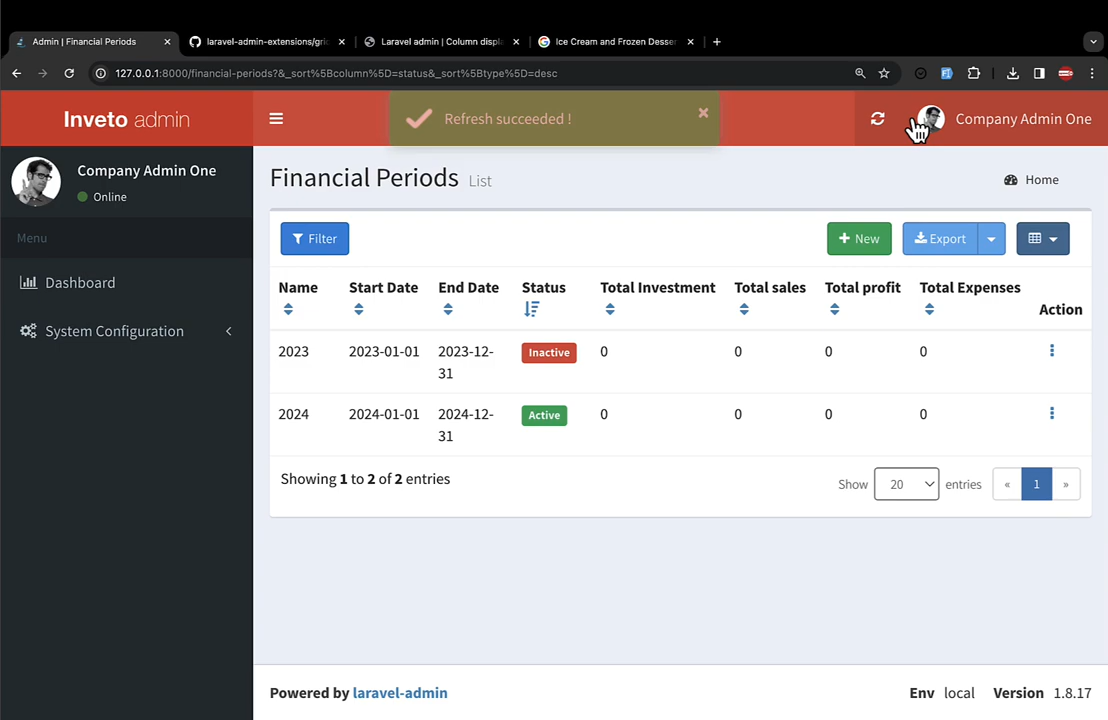 Admin | Financial Periods
laravel-admin-extensions/gri
Laravel admin | Column displ
Ice Cream and Frozen Desser
127.0.0.1:8000/financial-periods?&_sort%5Bcolumn%5D=status&_sort%5Btype%5D=desc
Inveto admin
Refresh succeeded !
Company Admin One
Company Admin One
Online
Financial Periods List
Home
Menu
Dashboard
System Configuration
Filter
New
Export
Name Start Date End Date Status Total Investment Total sales Total profit Total Expenses Action
2023 2023-01-01 2023-12-31 Inactive 0 0 0 0
2024 2024-01-01 2024-12-31 Active 0 0 0 0
Showing 1 to 2 of 2 entries
Show 20 entries « 1 »
Powered by laravel-admin
Env local Version 1.8.17